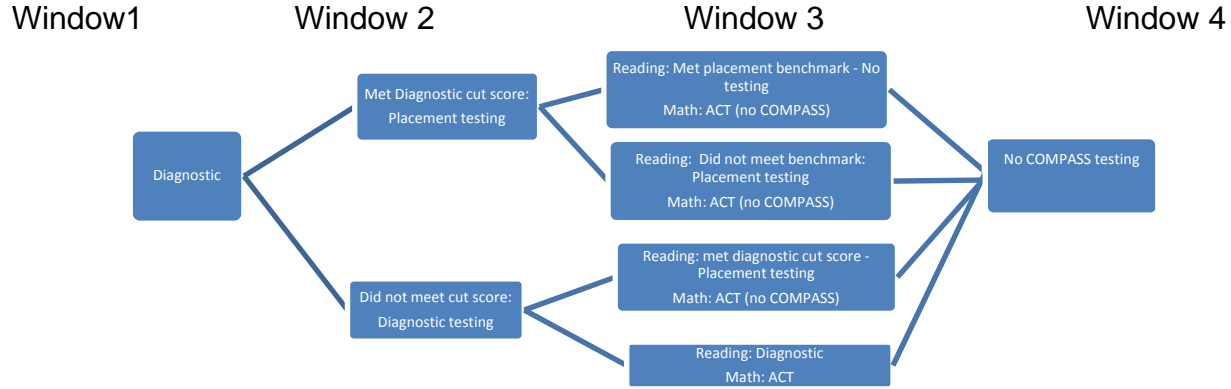 Window1
Window 2
Window 3
Window 4
Diagnostic
Met Diagnostic cut score:
Placement testing
Did not meet cut score:
Diagnostic testing
Reading: Met placement benchmark - No
testing
Math: ACT (no COMPASS)
Reading:  Did not meet benchmark:
Placement testing
Math: ACT (no COMPASS)
Reading: met diagnostic cut score -
Placement testing
Math: ACT (no COMPASS)
Reading: Diagnostic
Math: ACT
No COMPASS testing